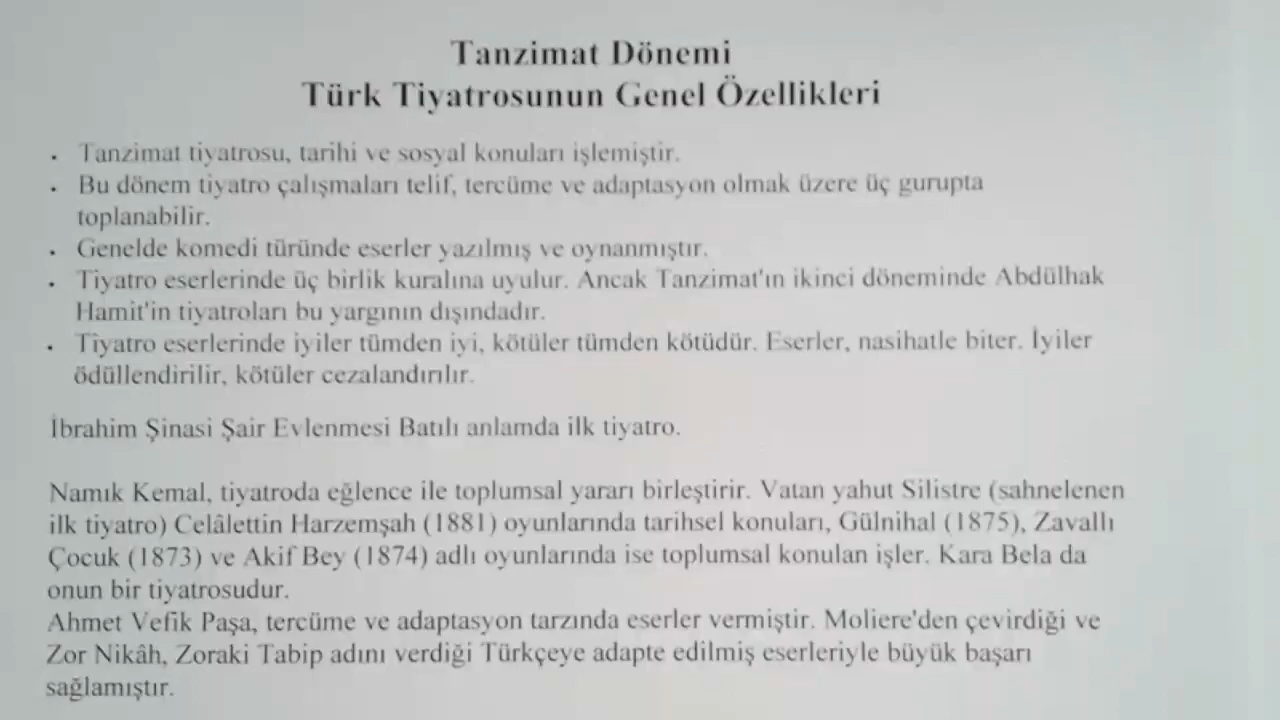 Tanzimat Dönemi
Türk Tiyatrosunun Genel Özellikleri
• Tanzimat tiyatrosu, tarihi ve sosyal konuları işlemiştir.
• Bu dönem tiyatro çalışmaları telif, tercüme ve adaptasyon olmak üzere üç gurupta
toplanabilir.
• Genelde komedi türünde eserler yazılmış ve oynanmıştır.
• Tiyatro eserlerinde üç birlik kuralına uyulur. Ancak Tanzimat'ın ikinci döneminde Abdülhak
Hamit'in tiyatroları bu yargının dışındadır.
• Tiyatro eserlerinde iyiler tümden iyi, kötüler tümden kötüdür. Eserler, nasihatle biter. İyiler
ödüllendirilir, kötüler cezalandırılır.
İbrahim Şinasi Şair Evlenmesi Batılı anlamda ilk tiyatro.
Namık Kemal, tiyatroda eğlence ile toplumsal yararı birleştirir. Vatan yahut Silistre (sahnelenen
ilk tiyatro) Celâlettin Harzemşah (1881) oyunlarında tarihsel konuları, Gülnihal (1875), Zavallı
Çocuk (1873) ve Akif Bey (1874) adlı oyunlarında ise toplumsal konulan işler. Kara Bela da
onun bir tiyatrosudur.
Ahmet Vefik Paşa, tercüme ve adaptasyon tarzında eserler vermiştir. Moliere'den çevirdiği ve
Zor Nikâh, Zoraki Tabip adını verdiği Türkçeye adapte edilmiş eserleriyle büyük başarı
sağlamıştır.